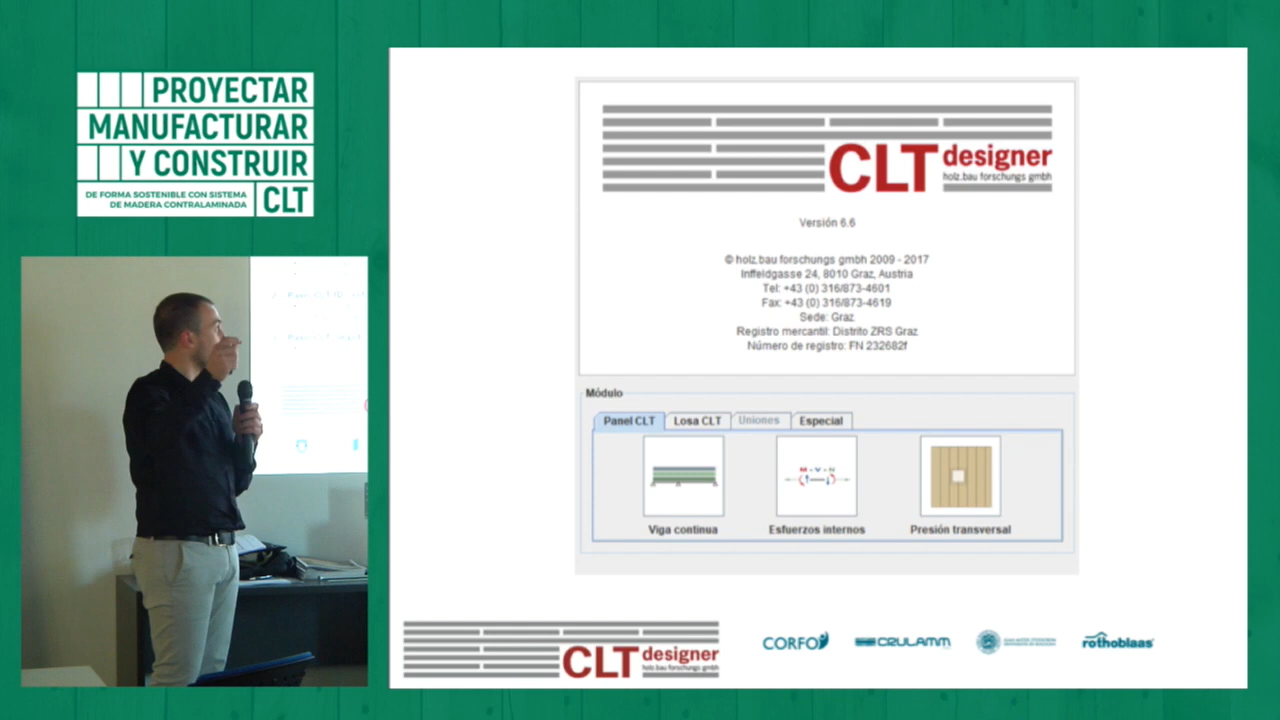 PROYECTAR
MANUFACTURAR
Y CONSTRUIR
DE FORMA SOSTENIBLE CON SISTEMA
DE MADERA CONTRALAMINADA
CLT
CLT designer
holz.bau forschungs gmbh
Versión 6.6
© holz.bau forschungs gmbh 2009 - 2017
Inffeldgasse 24, 8010 Graz, Austria
Tel: +43 (0) 316/873-4601
Fax: +43 (0) 316/873-4619
Sede: Graz
Registro mercantil: Distrito ZRS Graz
Número de registro: FN 232682f
Módulo
Panel CLT
Losa CLT
Uniones
Especial
M - V - N
Viga continua
Esfuerzos internos
Presión transversal
CLT designer
holz.bau forschungs gmbh
CORFO
CRULAMM
rothoblaas